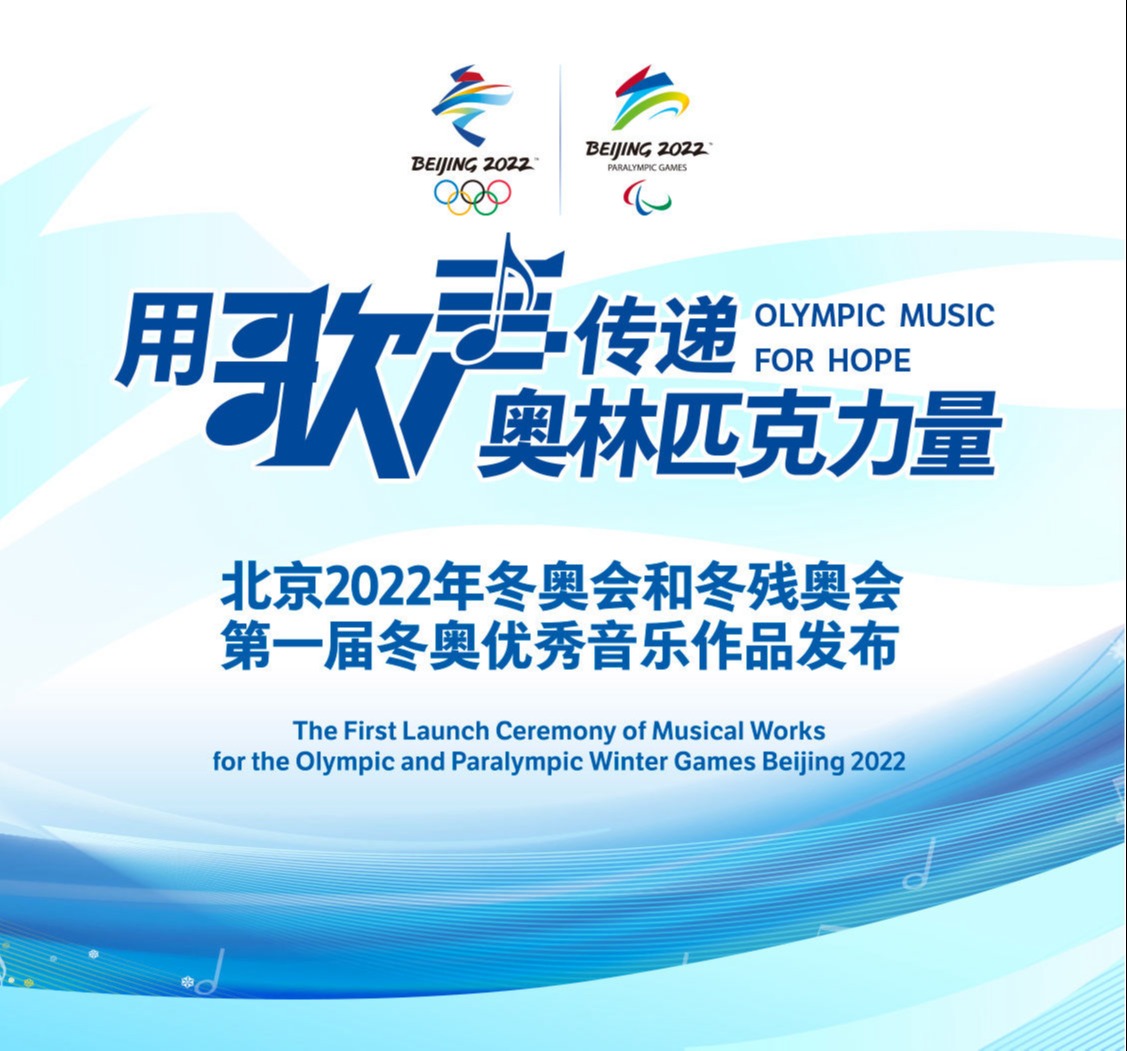 BEIJING 2022™
BEIJING 2022™
PARALYMPIC GAMES
用歌声传递
OLYMPIC MUSIC
FOR HOPE
奥林匹克力量
北京2022年冬奥会和冬残奥会
第一届冬奥优秀音乐作品发布
The First Launch Ceremony of Musical Works
for the Olympic and Paralympic Winter Games Beijing 2022